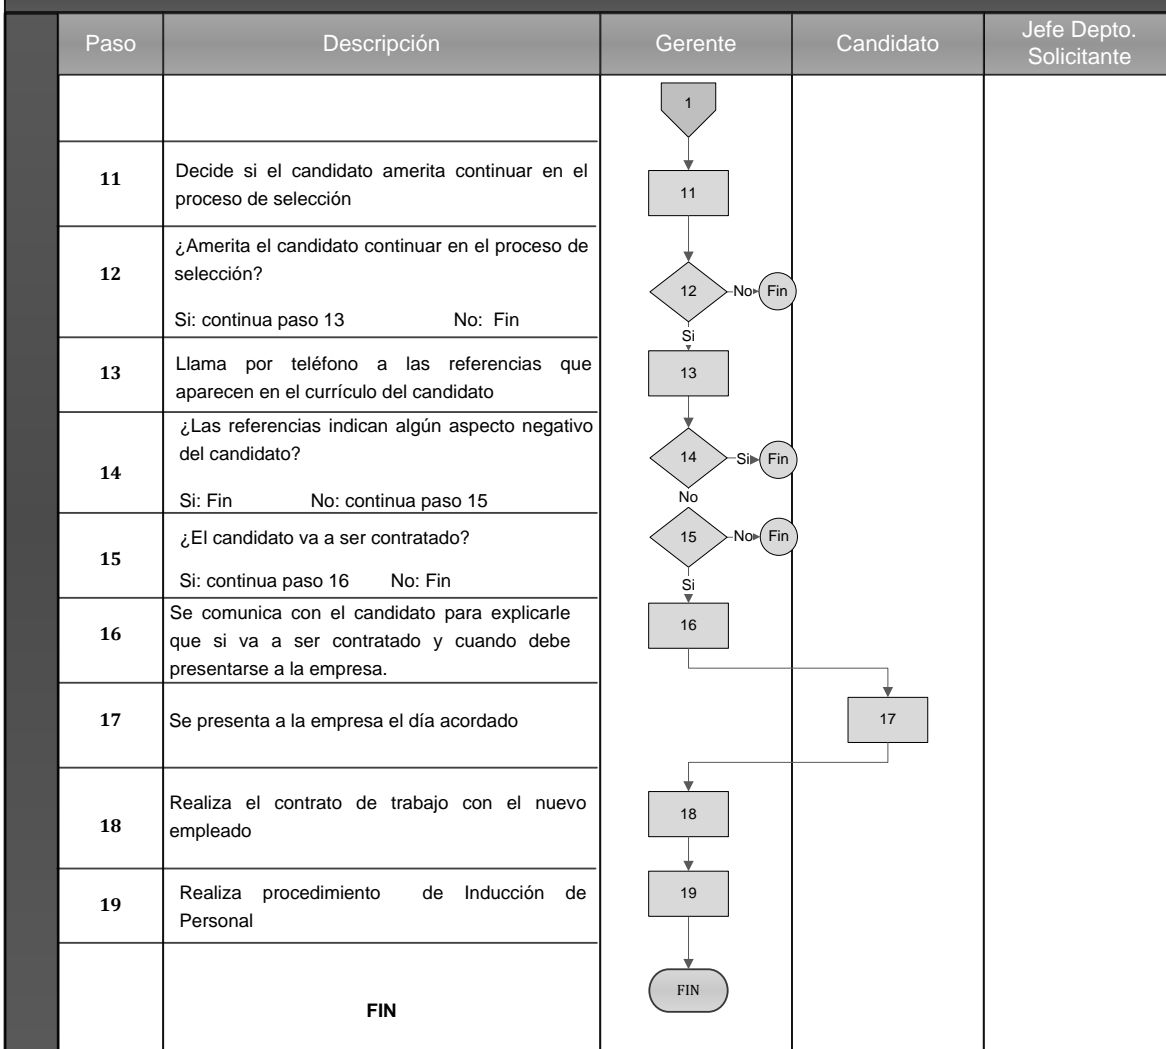 Paso Descripción Gerente Candidato Jefe Depto. Solicitante
1
11 Decide si el candidato amerita continuar en el
proceso de selección
11
12 ¿Amerita el candidato continuar en el proceso de
selección?
Si: continua paso 13 No: Fin
12 No Fin
Si
13 Llama por teléfono a las referencias que
aparecen en el currículo del candidato
13
14 ¿Las referencias indican algún aspecto negativo
del candidato?
Si: Fin No: continua paso 15
14 Si Fin
No
15 ¿El candidato va a ser contratado?
Si: continua paso 16 No: Fin
15 No Fin
Si
16 Se comunica con el candidato para explicarle
que si va a ser contratado y cuando debe
presentarse a la empresa.
16
17 Se presenta a la empresa el día acordado
17
18 Realiza el contrato de trabajo con el nuevo
empleado
18
19 Realiza procedimiento de Inducción de
Personal
19
FIN
FIN